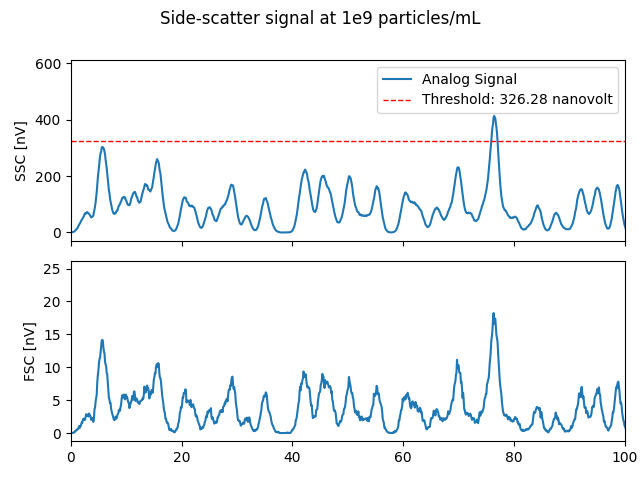 Side-scatter signal at 1e9 particles/mL
600
400
200
0
SSC [nV]
Analog Signal
Threshold: 326.28 nanovolt
25
20
15
10
5
0
FSC [nV]
0 20 40 60 80 100